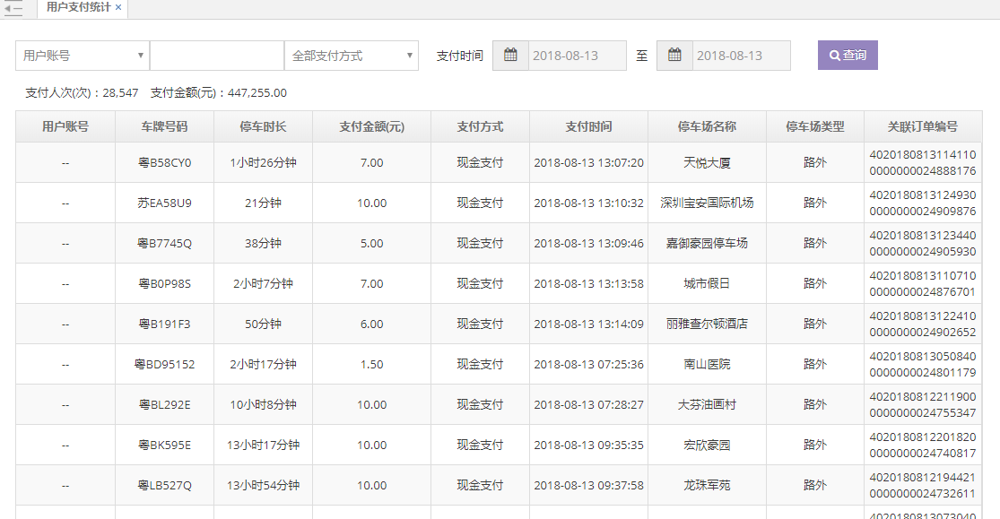 用户支付统计 ×
用户账号 全部支付方式 支付时间 2018-08-13 至 2018-08-13 查询
支付人次(次)：28,547 支付金额(元)：447,255.00
用户账号 车牌号码 停车时长 支付金额(元) 支付方式 支付时间 停车场名称 停车场类型 关联订单编号
-- 粤B58CY0 1小时26分钟 7.00 现金支付 2018-08-13 13:07:20 天悦大厦 路外 4020180813114110
0000000024888176
-- 苏EA58U9 21分钟 10.00 现金支付 2018-08-13 13:10:32 深圳宝安国际机场 路外 4020180813124930
0000000024909876
-- 粤B7745Q 38分钟 5.00 现金支付 2018-08-13 13:09:46 嘉御豪园停车场 路外 4020180813123440
0000000024905930
-- 粤B0P98S 2小时7分钟 7.00 现金支付 2018-08-13 13:13:58 城市假日 路外 4020180813110710
0000000024876701
-- 粤B191F3 50分钟 6.00 现金支付 2018-08-13 13:14:09 丽雅查尔顿酒店 路外 4020180813122410
0000000024902652
-- 粤BD95152 2小时17分钟 1.50 现金支付 2018-08-13 07:25:36 南山医院 路外 4020180813050840
0000000024801179
-- 粤BL292E 10小时8分钟 10.00 现金支付 2018-08-13 07:28:27 大芬油画村 路外 4020180812211900
0000000024755347
-- 粤BK595E 13小时17分钟 10.00 现金支付 2018-08-13 09:35:35 宏欣豪园 路外 4020180812201820
0000000024740817
-- 粤LB527Q 13小时54分钟 10.00 现金支付 2018-08-13 09:37:58 龙珠军苑 路外 4020180812194421
0000000024732611
4020180813073040